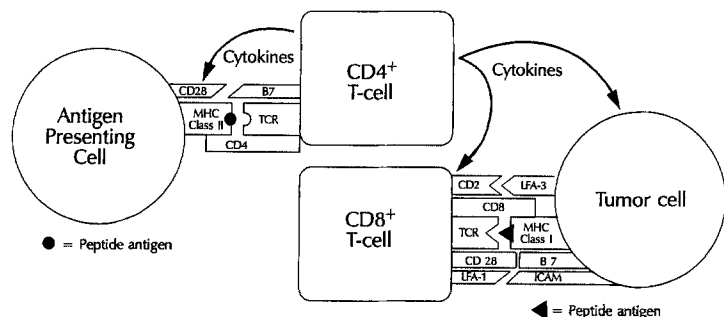 Cytokines
CD4+
T-cell
Cytokines
CD28
B7
Antigen
Presenting
Cell
MHC
Class II
TCR
CD4
CD2
LFA-3
CD8
CD8+
T-cell
Tumor cell
TCR
MHC
Class I
● = Peptide antigen
CD 28
B 7
LFA-1
ICAM
◀ = Peptide antigen